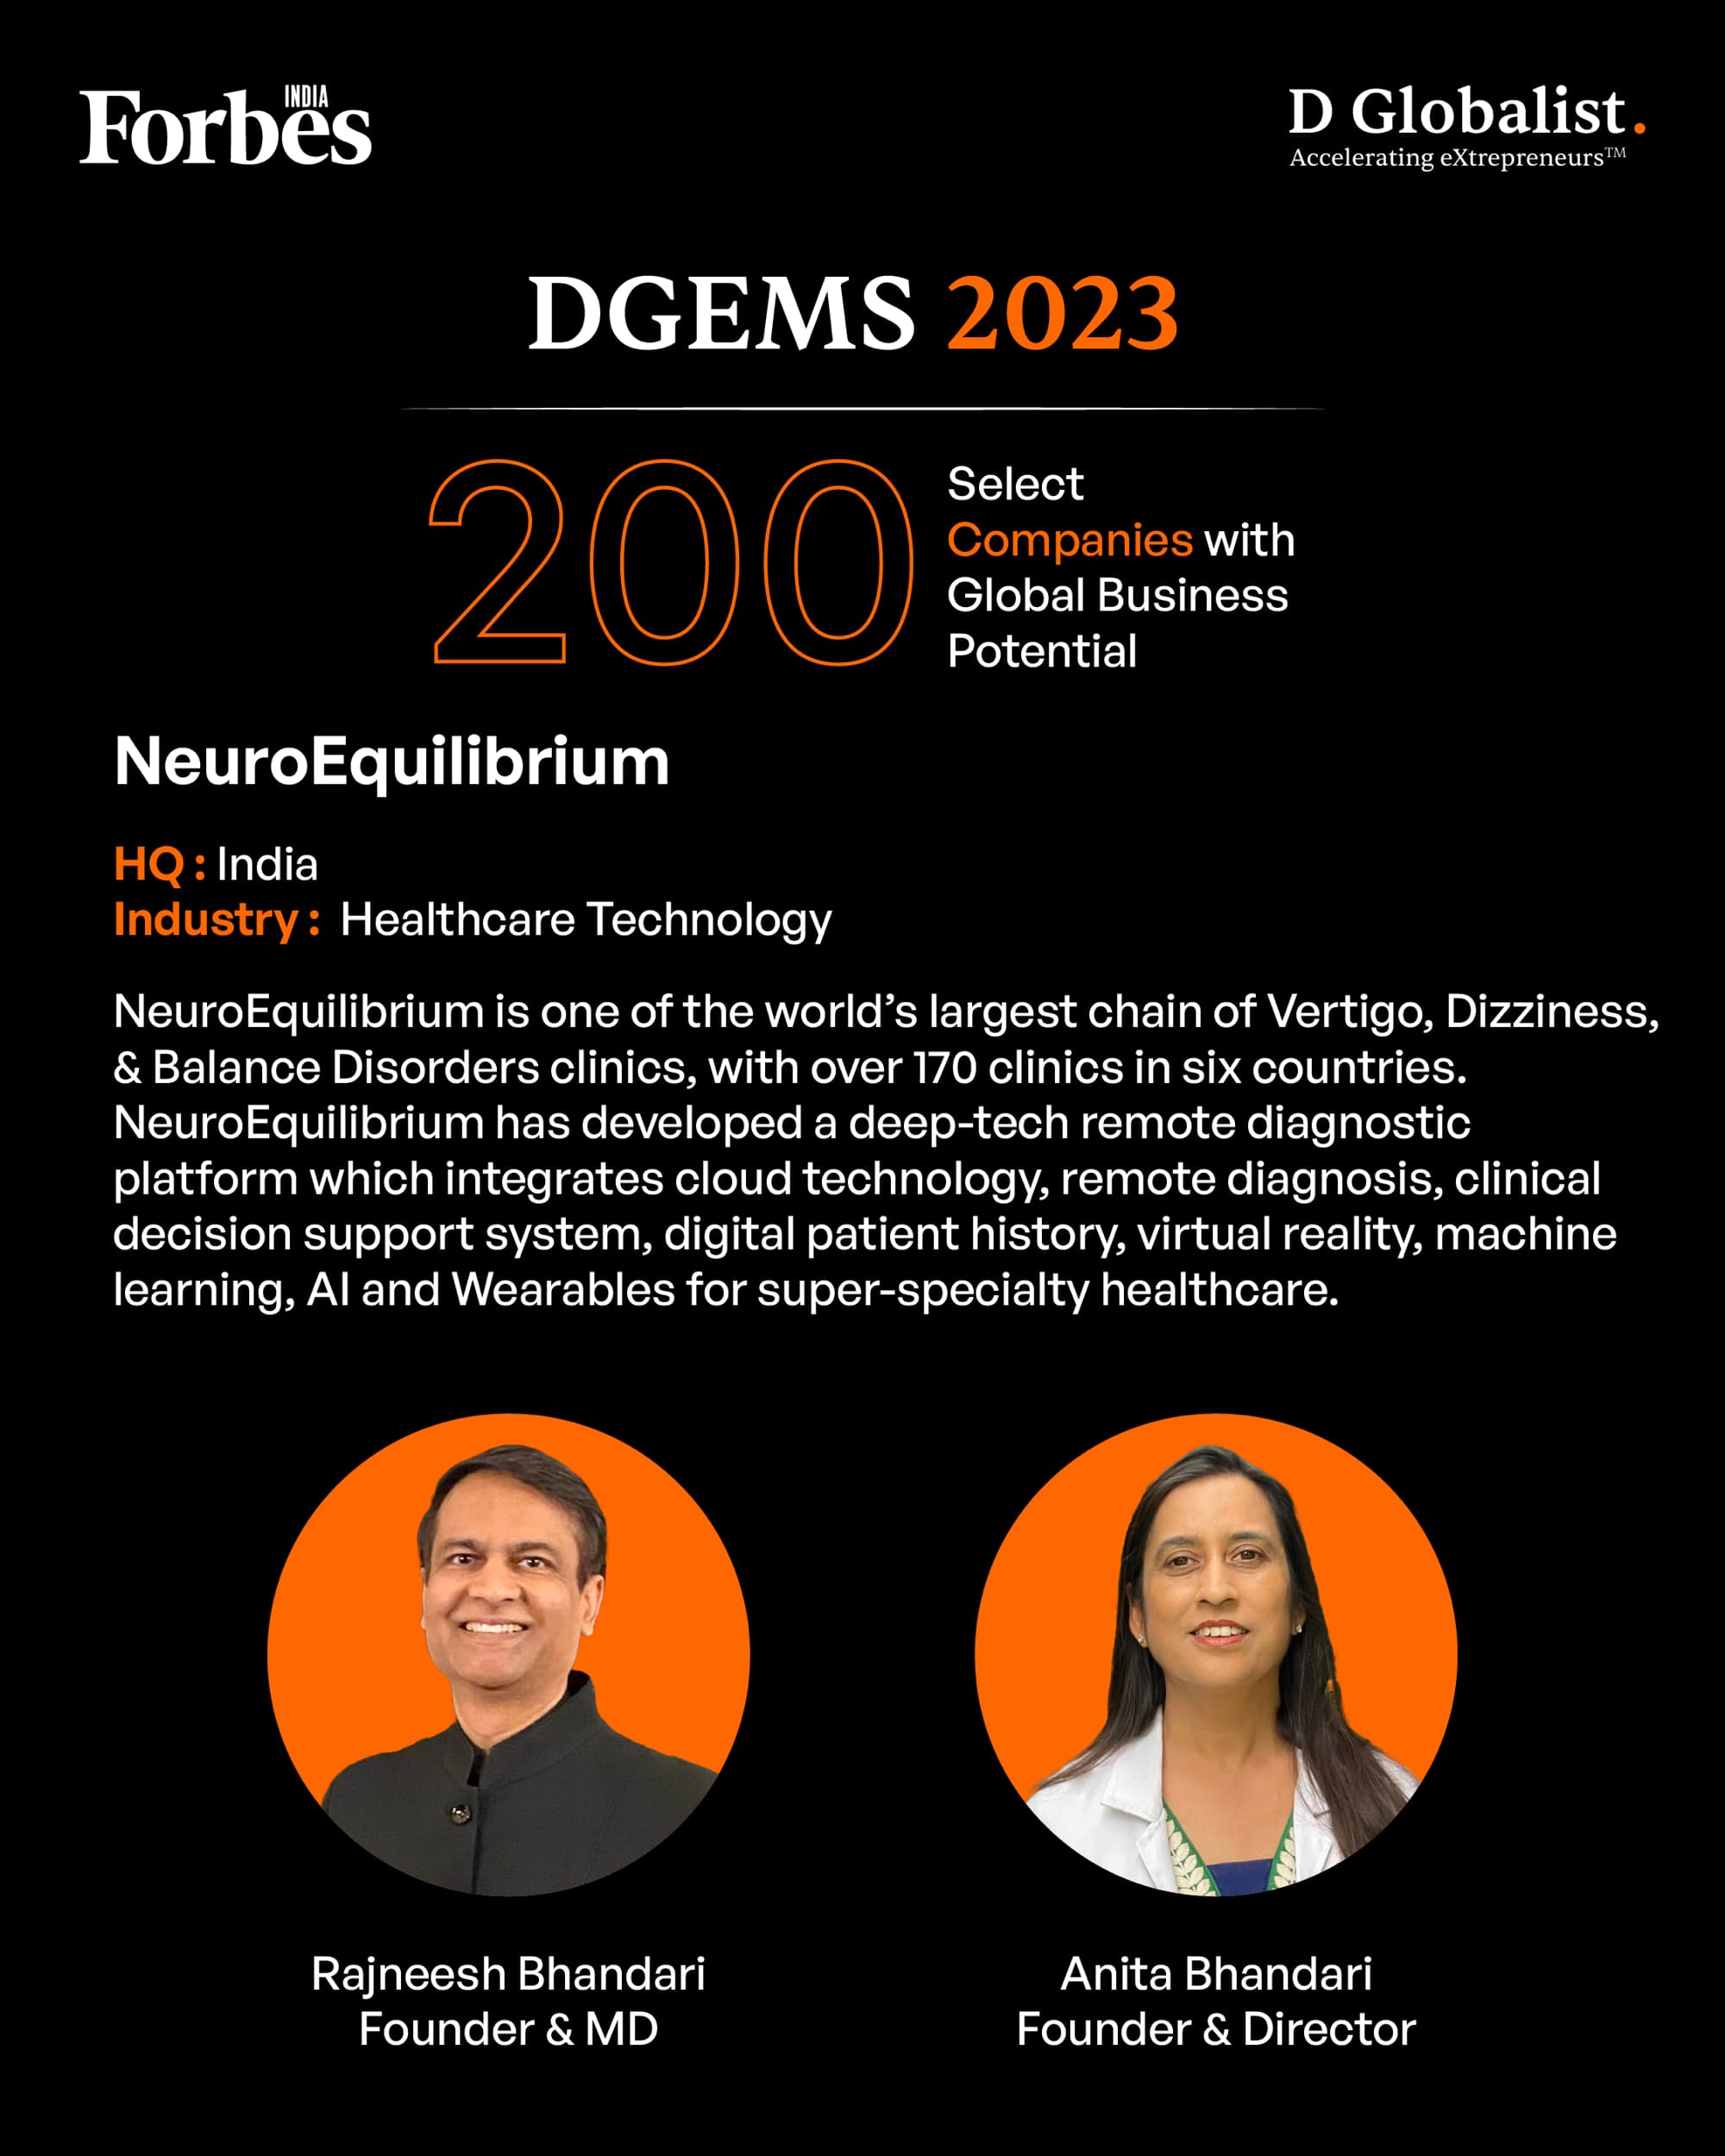 Forbes INDIA
D Globalist.
Accelerating eXtrepreneurs™
DGEMS 2023
200
Select
Companies with
Global Business
Potential
NeuroEquilibrium
HQ : India
Industry : Healthcare Technology
NeuroEquilibrium is one of the world’s largest chain of Vertigo, Dizziness,
& Balance Disorders clinics, with over 170 clinics in six countries.
NeuroEquilibrium has developed a deep-tech remote diagnostic
platform which integrates cloud technology, remote diagnosis, clinical
decision support system, digital patient history, virtual reality, machine
learning, AI and Wearables for super-specialty healthcare.
Rajneesh Bhandari
Founder & MD
Anita Bhandari
Founder & Director